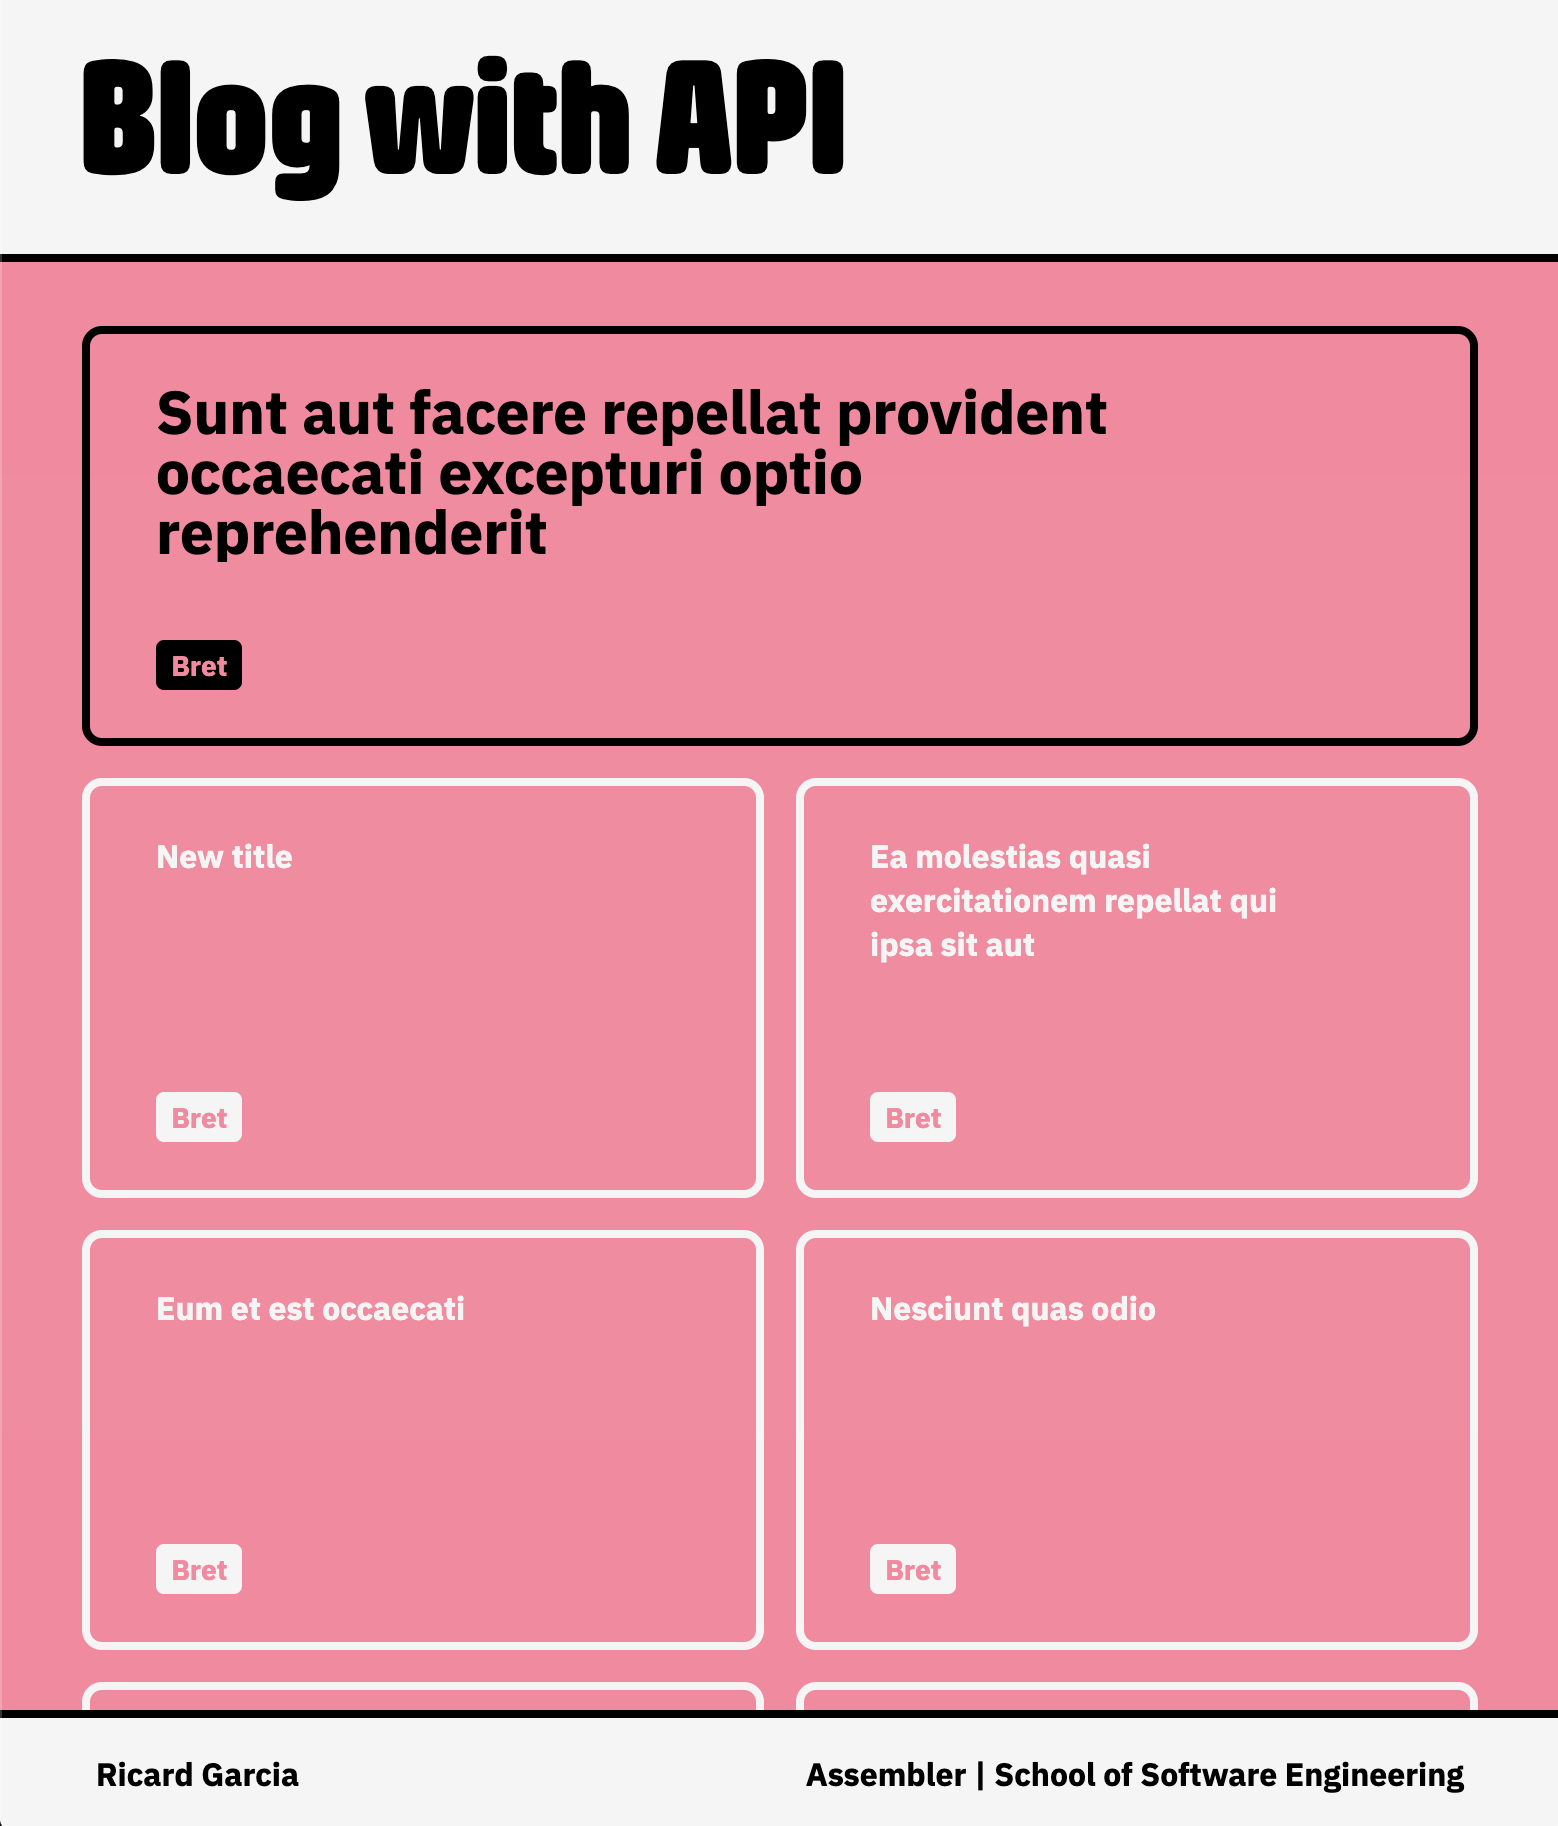 Blog with API
Sunt aut facere repellat provident
occaecati excepturi optio
reprehenderit
Bret
New title
Bret
Ea molestias quasi
exercitationem repellat qui
ipsa sit aut
Bret
Eum et est occaecati
Bret
Nesciunt quas odio
Bret
Ricard Garcia
Assembler | School of Software Engineering